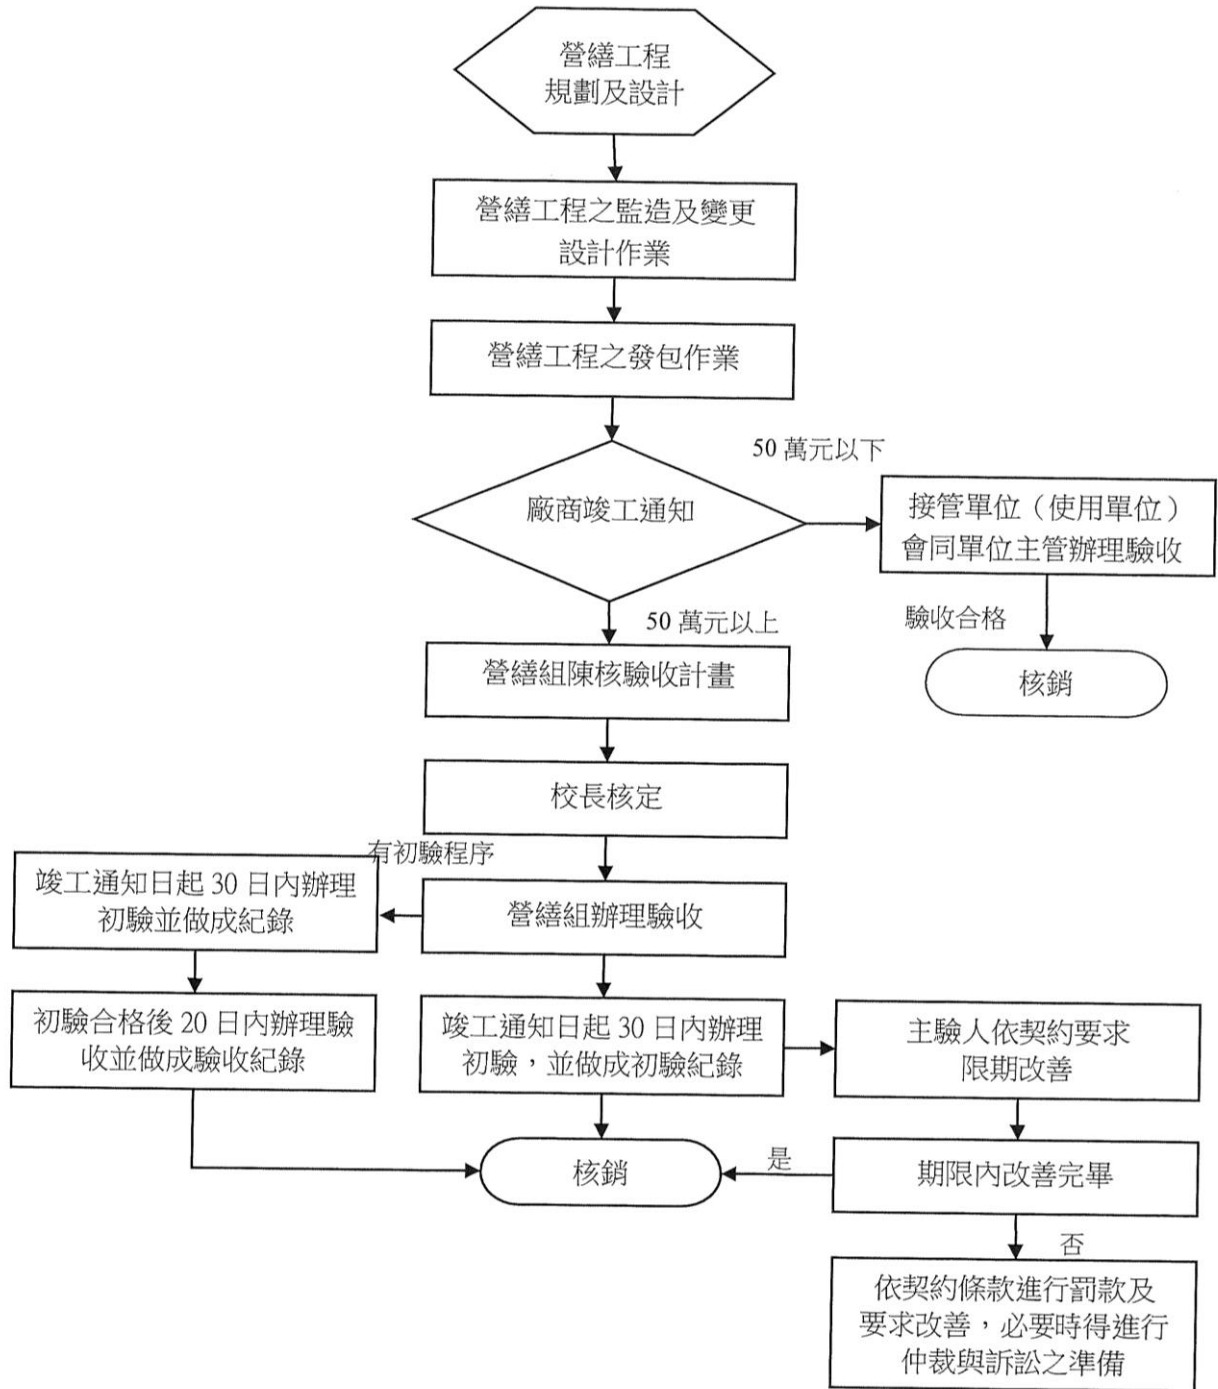 營繕工程
規劃及設計
營繕工程之監造及變更
設計作業
營繕工程之發包作業
50 萬元以下
廠商竣工通知
接管單位（使用單位）
會同單位主管辦理驗收
50 萬元以上
驗收合格
營繕組陳核驗收計畫
核銷
校長核定
有初驗程序
竣工通知日起 30 日內辦理
初驗並做成紀錄
營繕組辦理驗收
初驗合格後 20 日內辦理驗
收並做成驗收紀錄
竣工通知日起 30 日內辦理
初驗，並做成初驗紀錄
主驗人依契約要求
限期改善
核銷
是
期限內改善完畢
否
依契約條款進行罰款及
要求改善，必要時得進行
仲裁與訴訟之準備